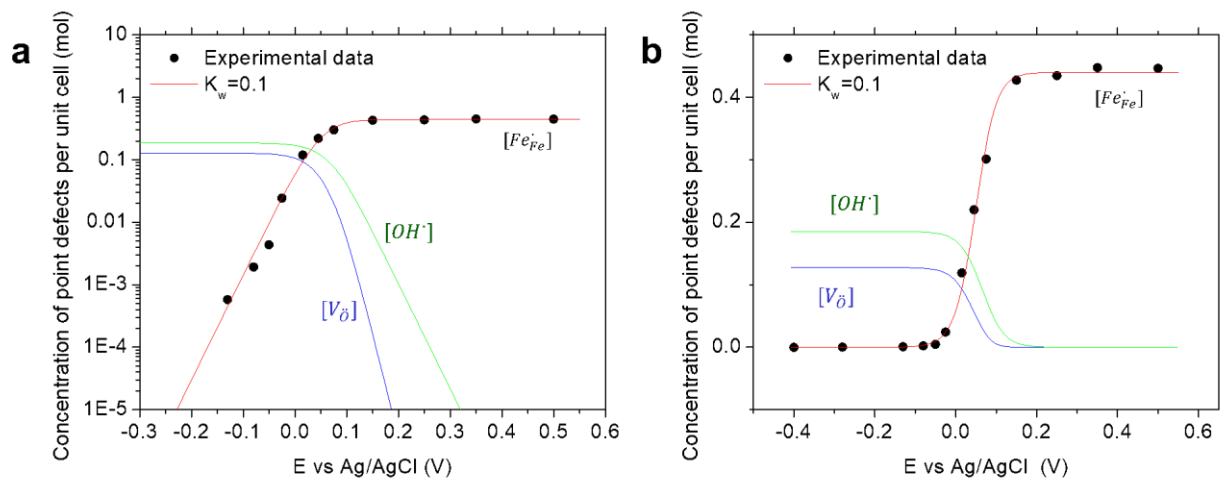 a
Concentration of point defects per unit cell (mol)
10
1
0.1
0.01
1E-3
1E-4
1E-5
Experimental data
K_w=0.1
[Fe˙_Fe]
[OH˙]
[V_Ö]
-0.3 -0.2 -0.1 0.0 0.1 0.2 0.3 0.4 0.5 0.6
E vs Ag/AgCl (V)
b
Concentration of point defects per unit cell (mol)
0.4
0.2
0.0
Experimental data
K_w=0.1
[Fe˙_Fe]
[OH˙]
[V_Ö]
-0.4 -0.2 0.0 0.2 0.4 0.6
E vs Ag/AgCl (V)